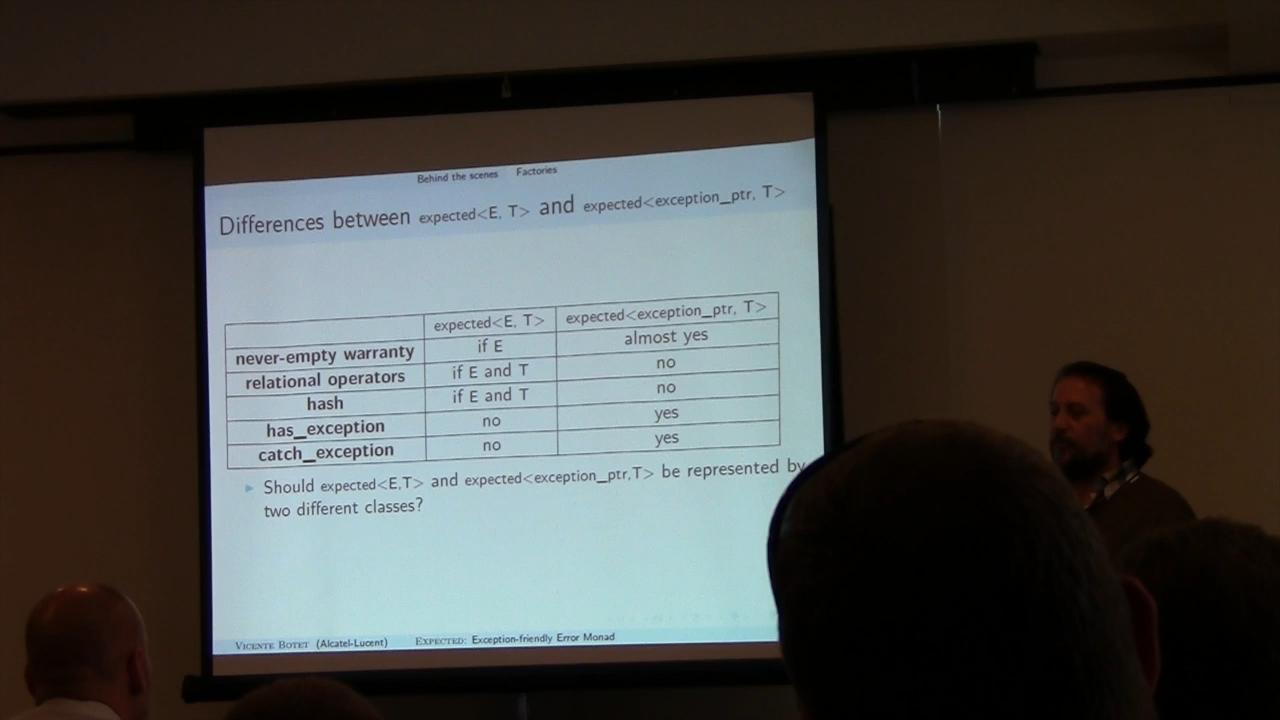 Behind the scenes Factories
Differences between expected<E, T> and expected<exception_ptr, T>
expected<E, T> expected<exception_ptr, T>
never-empty warranty if E almost yes
relational operators if E and T no
hash if E and T no
has_exception no yes
catch_exception no yes
Should expected<E,T> and expected<exception_ptr,T> be represented by
two different classes?
VICENTE BOTET (Alcatel-Lucent) EXPECTED: Exception-friendly Error Monad